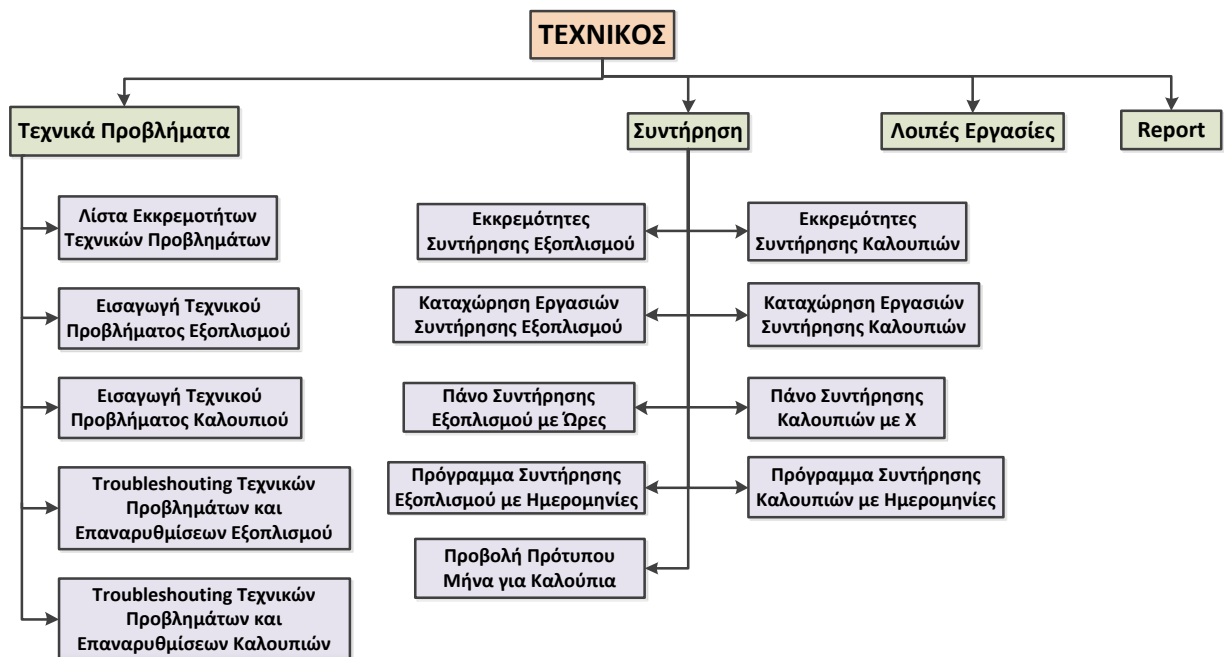 ΤΕΧΝΙΚΟΣ
Τεχνικά Προβλήματα
Συντήρηση
Λοιπές Εργασίες
Report
Λίστα Εκκρεμοτήτων
Τεχνικών Προβλημάτων
Εισαγωγή Τεχνικού
Προβλήματος Εξοπλισμού
Εισαγωγή Τεχνικού
Προβλήματος Καλουπιού
Troubleshouting Τεχνικών
Προβλημάτων και
Επαναρυθμίσεων Εξοπλισμού
Troubleshouting Τεχνικών
Προβλημάτων και
Επαναρυθμίσεων Καλουπιών
Εκκρεμότητες
Συντήρησης Εξοπλισμού
Εκκρεμότητες
Συντήρησης Καλουπιών
Καταχώρηση Εργασιών
Συντήρησης Εξοπλισμού
Καταχώρηση Εργασιών
Συντήρησης Καλουπιών
Πάνο Συντήρησης
Εξοπλισμού με Ώρες
Πάνο Συντήρησης
Καλουπιών με Χ
Πρόγραμμα Συντήρησης
Εξοπλισμού με Ημερομηνίες
Πρόγραμμα Συντήρησης
Καλουπιών με Ημερομηνίες
Προβολή Πρότυπου
Μήνα για Καλούπια